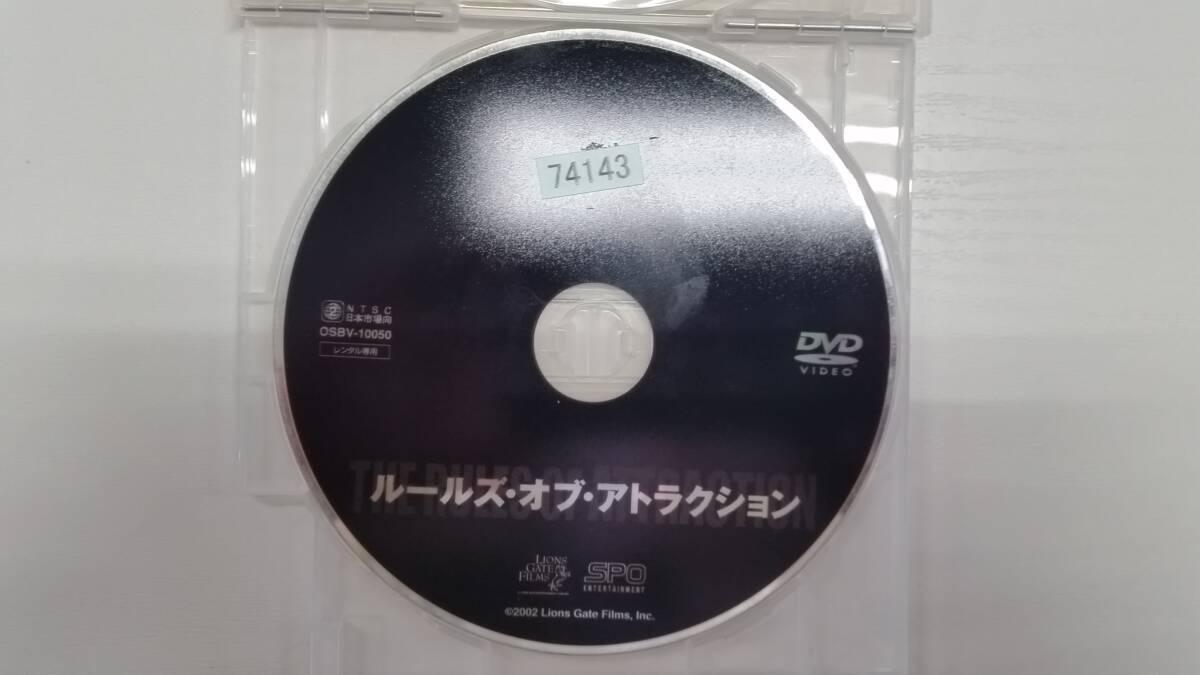 74143
2 NTSC
日本市場向
OSBV-10050
レンタル専用
DVD
VIDEO
THE RULES OF ATTRACTION
ルールズ・オブ・アトラクション
LIONS
GATE
FILMS
SPO
ENTERTAINMENT
©2002 Lions Gate Films, Inc.